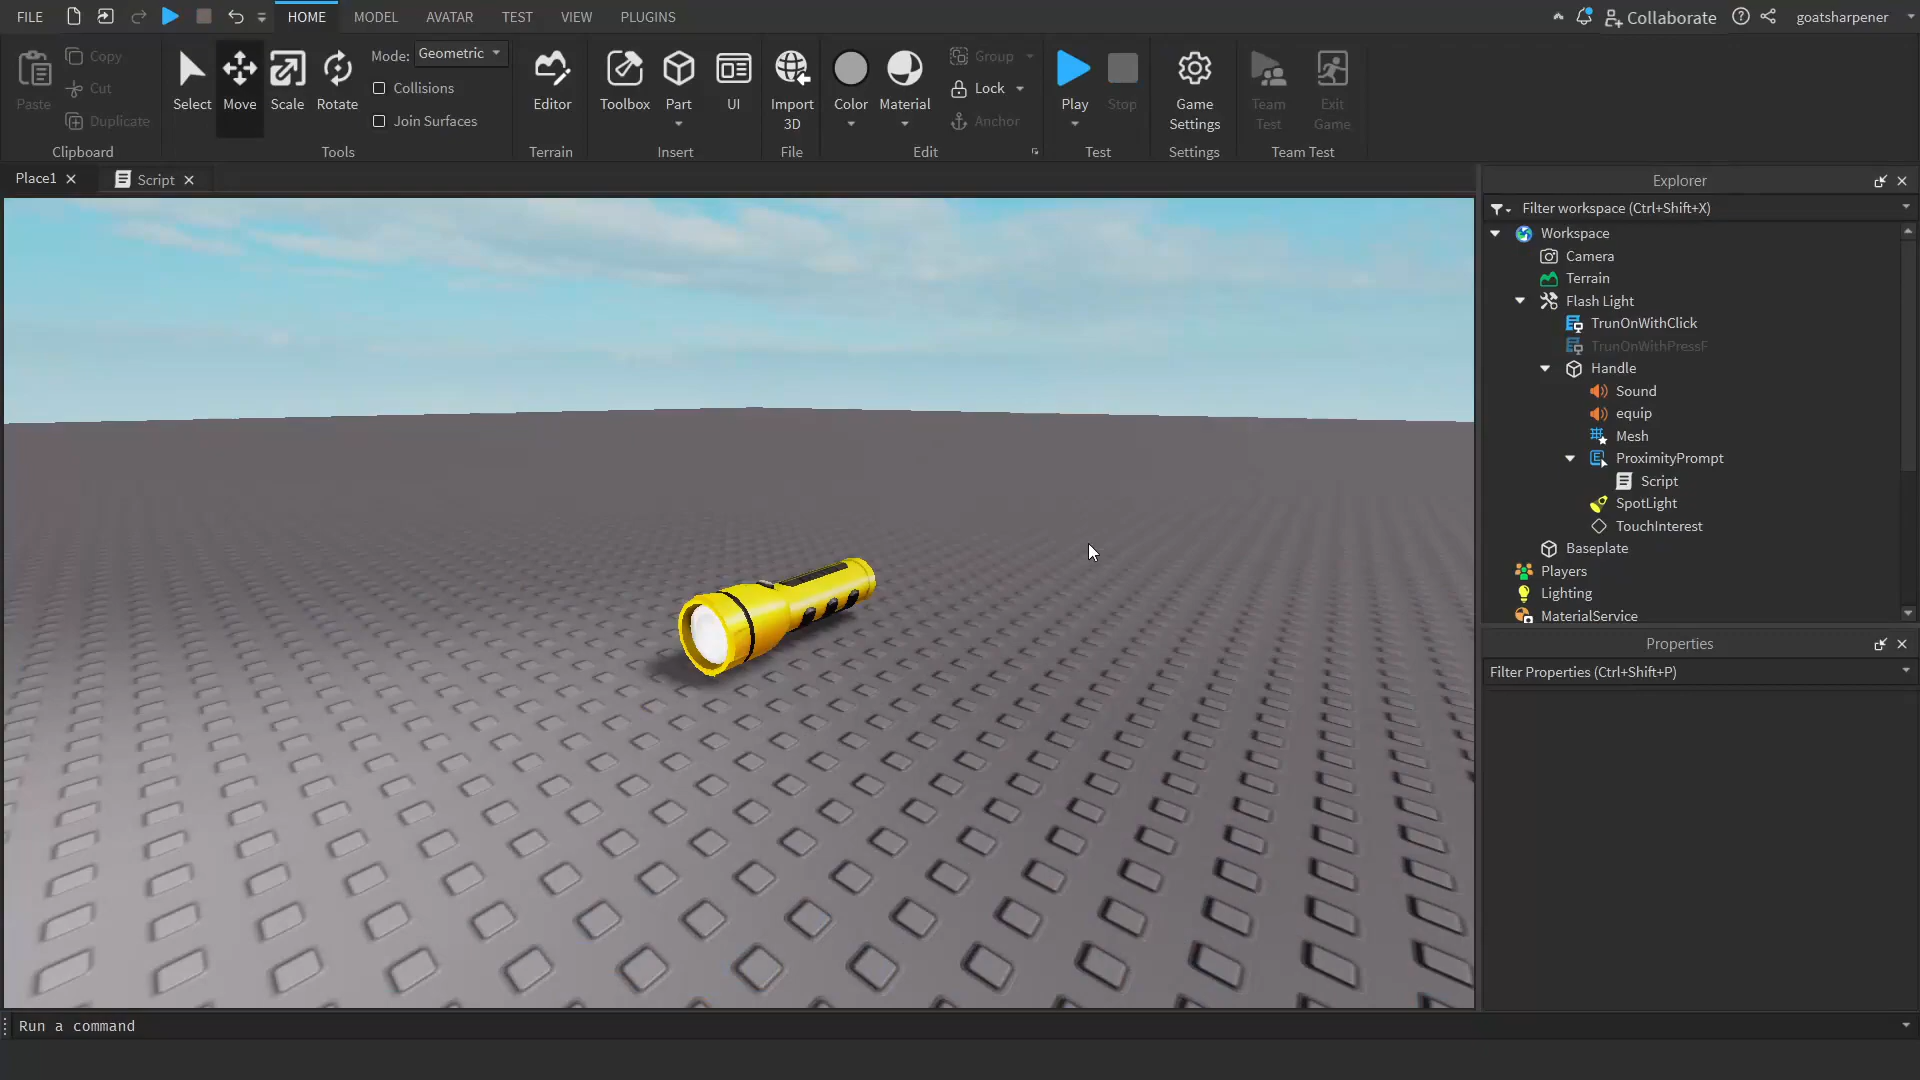 FILE HOME MODEL AVATAR TEST VIEW PLUGINS Collaborate goatsharpener
Paste Copy Cut Duplicate
Clipboard
Select Move Scale Rotate
Mode: Geometric
Collisions
Join Surfaces
Tools
Editor
Terrain
Toolbox Part UI
Insert
Import
3D
File
Color Material Group Lock Anchor
Edit
Play Stop
Test
Game
Settings
Settings
Team
Test
Exit
Game
Team Test
Place1 Script
Explorer
Filter workspace (Ctrl+Shift+X)
Workspace
Camera
Terrain
Flash Light
TrunOnWithClick
TrunOnWithPressF
Handle
Sound
equip
Mesh
ProximityPrompt
Script
SpotLight
TouchInterest
Baseplate
Players
Lighting
MaterialService
Properties
Filter Properties (Ctrl+Shift+P)
Run a command